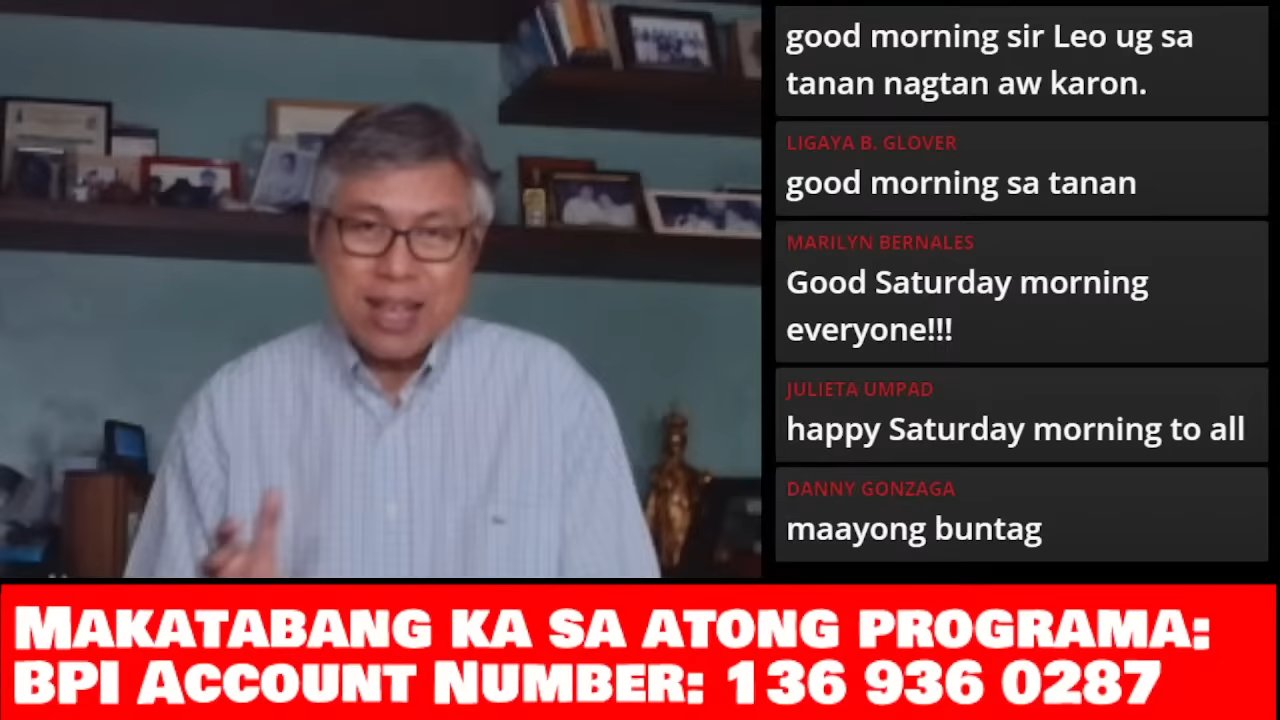 good morning sir Leo ug sa
tanan nagtan aw karon.
LIGAYA B. GLOVER
good morning sa tanan
MARILYN BERNALES
Good Saturday morning
everyone!!!
JULIETA UMPAD
happy Saturday morning to all
DANNY GONZAGA
maayong buntag
MAKATABANG KA SA ATONG PROGRAMA:
BPI ACCOUNT NUMBER: 136 936 0287